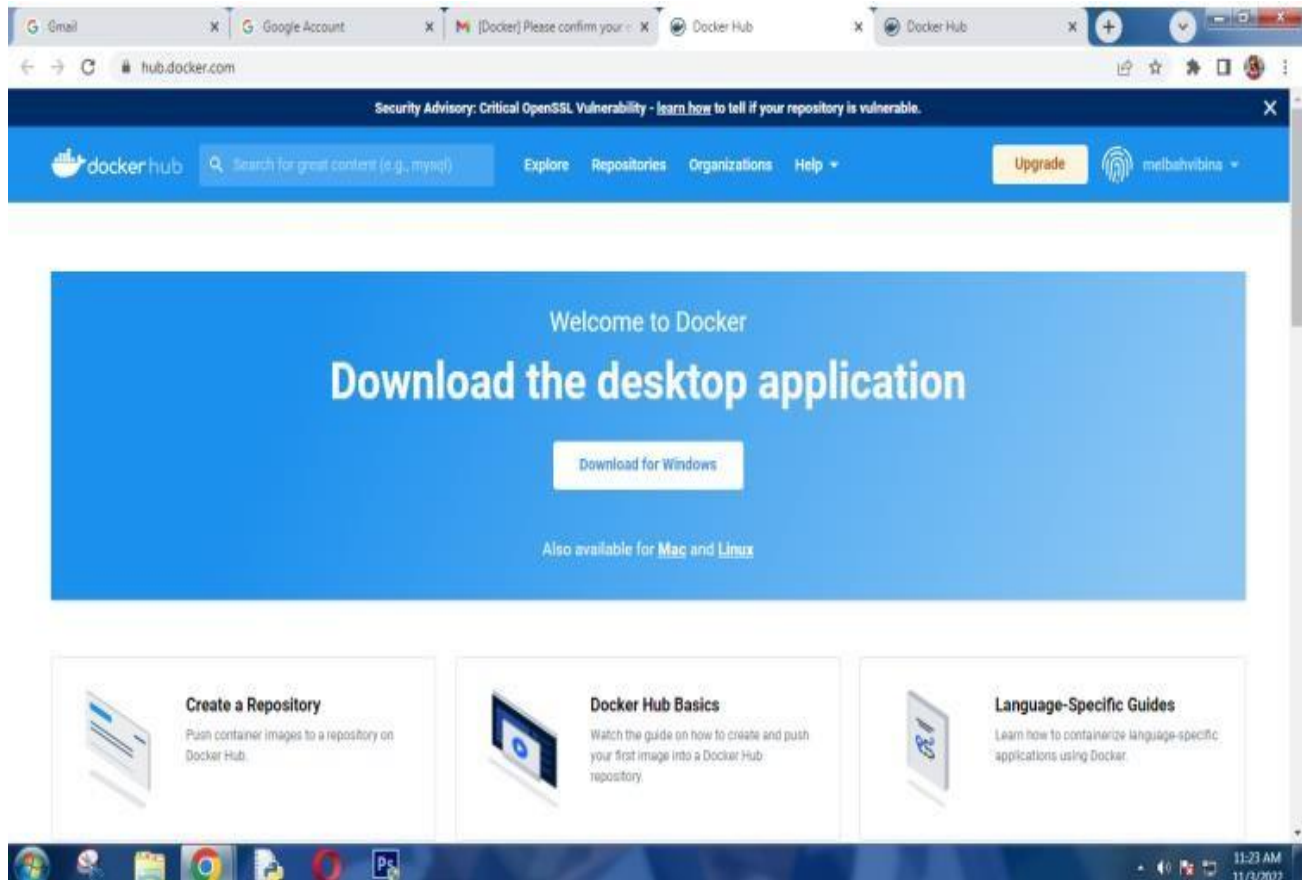 Gmail
Google Account
[Docker] Please confirm your e
Docker Hub
Docker Hub
hub.docker.com
Security Advisory: Critical OpenSSL Vulnerability - learn how to tell if your repository is vulnerable.
dockerhub
Search for great content (e.g., mysql)
Explore Repositories Organizations Help
Upgrade
melbahvibina
Welcome to Docker
Download the desktop application
Download for Windows
Also available for Mac and Linux
Create a Repository
Push container images to a repository on
Docker Hub.
Docker Hub Basics
Watch the guide on how to create and push
your first image into a Docker Hub
repository.
Language-Specific Guides
Learn how to containerize language-specific
applications using Docker.
Ps
11:23 AM
11/3/2022